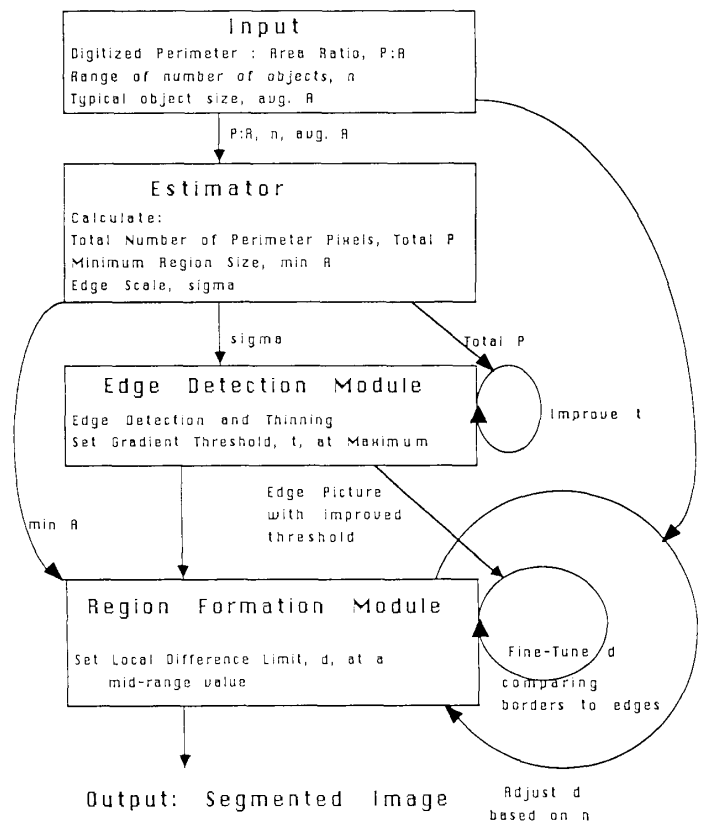 Input
Digitized Perimeter : Area Ratio, P:A
Range of number of objects, n
Typical object size, avg. A
P:A, n, avg. A
Estimator
Calculate:
Total Number of Perimeter Pixels, Total P
Minimum Region Size, min A
Edge Scale, sigma
sigma
Total P
Edge Detection Module
Edge Detection and Thinning
Set Gradient Threshold, t, at Maximum
Improve t
Edge Picture
with improved
threshold
min A
Region Formation Module
Set Local Difference Limit, d, at a
mid-range value
Fine-Tune d
comparing
borders to edges
Output: Segmented Image
Adjust d
based on n